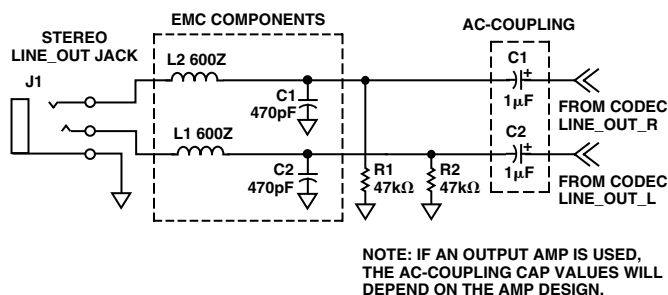 EMC COMPONENTS
STEREO
LINE_OUT JACK
AC-COUPLING
L2 600Z
C1
J1
C1
470pF
+
1µF
FROM CODEC
LINE_OUT_R
L1 600Z
C2
C2
470pF
R1
47kΩ
R2
47kΩ
+
1µF
FROM CODEC
LINE_OUT_L
NOTE: IF AN OUTPUT AMP IS USED,
THE AC-COUPLING CAP VALUES WILL
DEPEND ON THE AMP DESIGN.